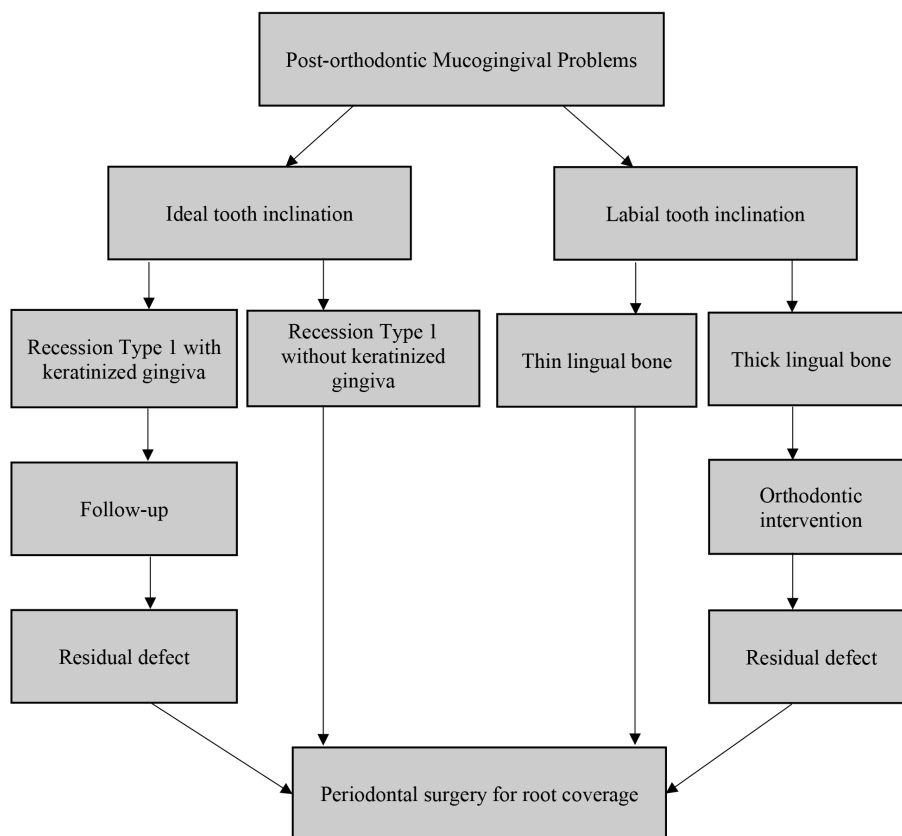 Post-orthodontic Mucogingival Problems
Ideal tooth inclination
Labial tooth inclination
Recession Type 1 with
keratinized gingiva
Recession Type 1
without keratinized
gingiva
Thin lingual bone
Thick lingual bone
Follow-up
Orthodontic
intervention
Residual defect
Residual defect
Periodontal surgery for root coverage